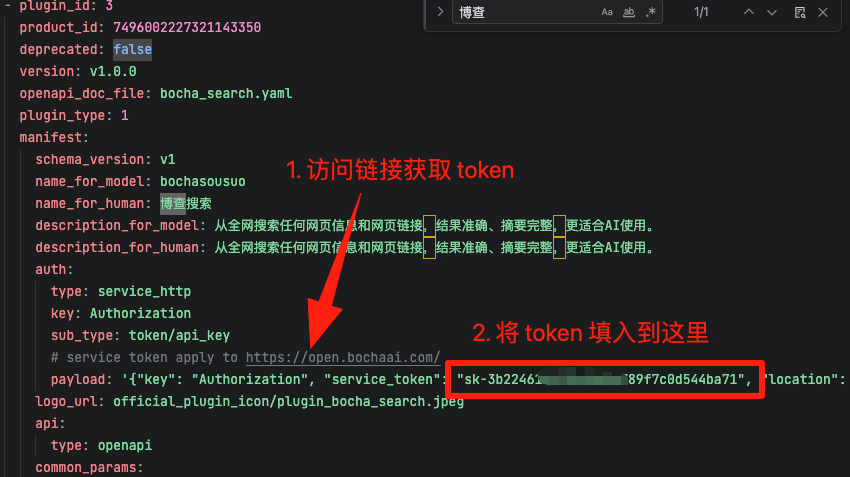 - plugin_id: 3
博查
Aa ab .* 1/1
product_id: 7496002227321143350
deprecated: false
version: v1.0.0
openapi_doc_file: bocha_search.yaml
plugin_type: 1
manifest:
schema_version: v1
1. 访问链接获取 token
name_for_model: bochasousuo
name_for_human: 博查搜索
description_for_model: 从全网搜索任何网页信息和网页链接，结果准确、摘要完整，更适合AI使用。
description_for_human: 从全网搜索任何网页信息和网页链接，结果准确、摘要完整，更适合AI使用。
auth:
type: service_http
key: Authorization
sub_type: token/api_key
2. 将 token 填入到这里
# service token apply to https://open.bochaai.com/
payload: '{"key": "Authorization", "service_token": "sk-3b2246 89f7c0d544ba71", "location":
logo_url: official_plugin_icon/plugin_bocha_search.jpeg
api:
type: openapi
common_params: